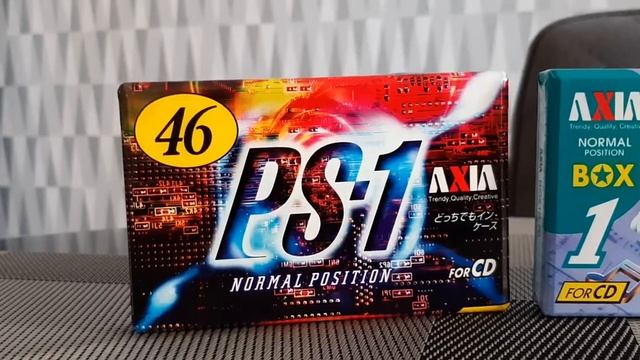 46
PS-1
AXIA
Trendy, Quality, Creative
どっちでもイン・
ケース
NORMAL POSITION
FOR CD
AXIA
Trendy, Quality, Creative
NORMAL
POSITION
BOX
1
FOR CD